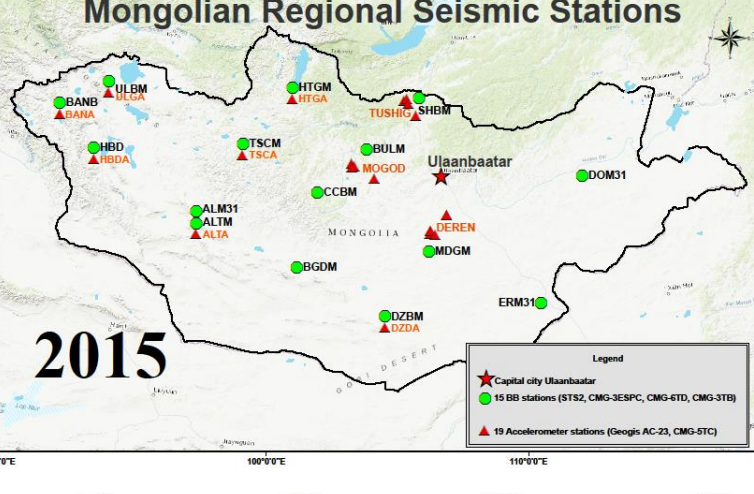 Mongolian Regional Seismic Stations
ULBM
ULGA
BANB
BANA
HTGM
HTGA
TUSHIG
SHBM
HBD
HBDA
TSCM
TSCA
BULM
MOGOD
Ulaanbaatar
DOM31
CCBM
ALM31
ALTM
ALTA
MONGOLIA
DEREN
MDGM
BGDM
ERM31
DZBM
DZDA
GOBI DESERT
2015
Legend
Capital city Ulaanbaatar
15 BB stations (STS2, CMG-3ESPC, CMG-6TD, CMG-3TB)
19 Accelerometer stations (Geogis AC-23, CMG-5TC)
0'0"E
100°0'0"E
110°0'0"E